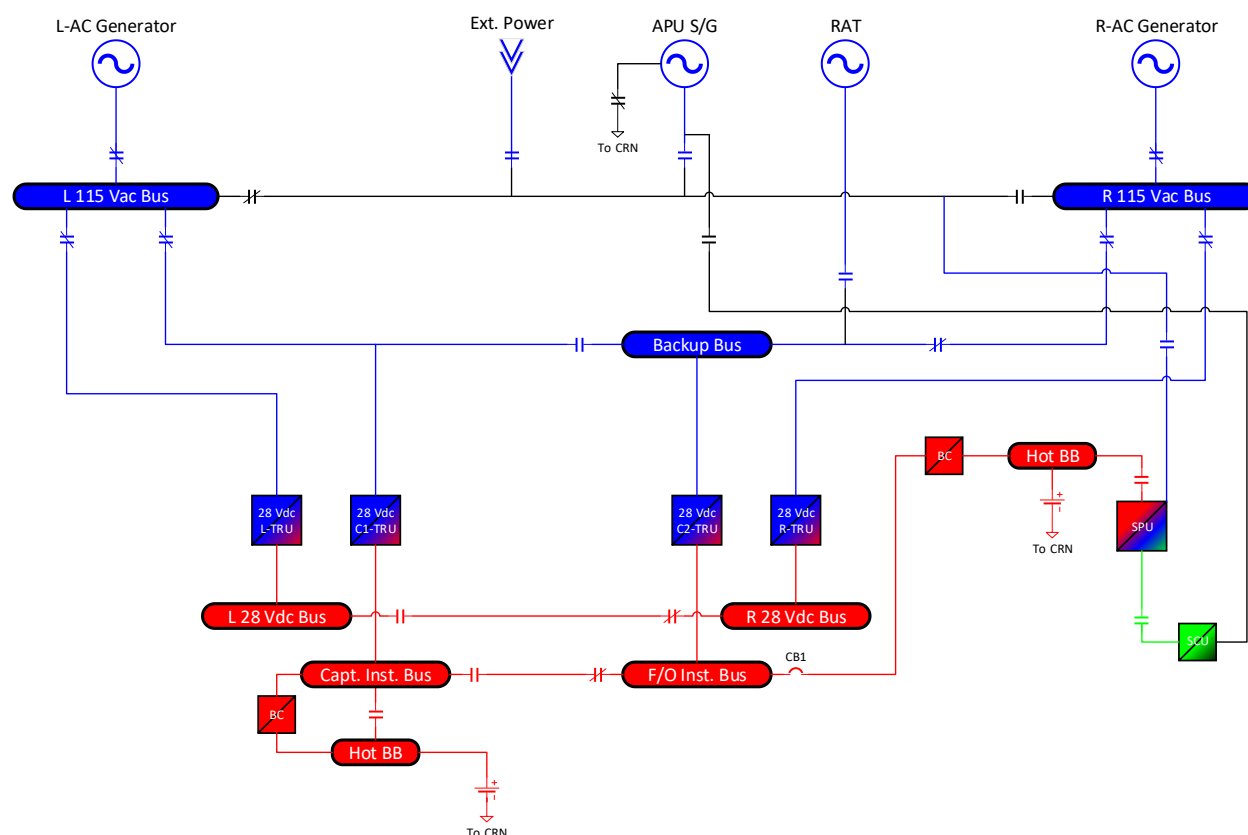 L-AC Generator
Ext. Power
APU S/G
RAT
R-AC Generator
To CRN
L 115 Vac Bus
R 115 Vac Bus
Backup Bus
BC
Hot BB
28 Vdc
L-TRU
28 Vdc
C1-TRU
28 Vdc
C2-TRU
28 Vdc
R-TRU
+
-
SPU
To CRN
L 28 Vdc Bus
R 28 Vdc Bus
SCU
CB1
Capt. Inst. Bus
F/O Inst. Bus
BC
Hot BB
+
-
To CRN